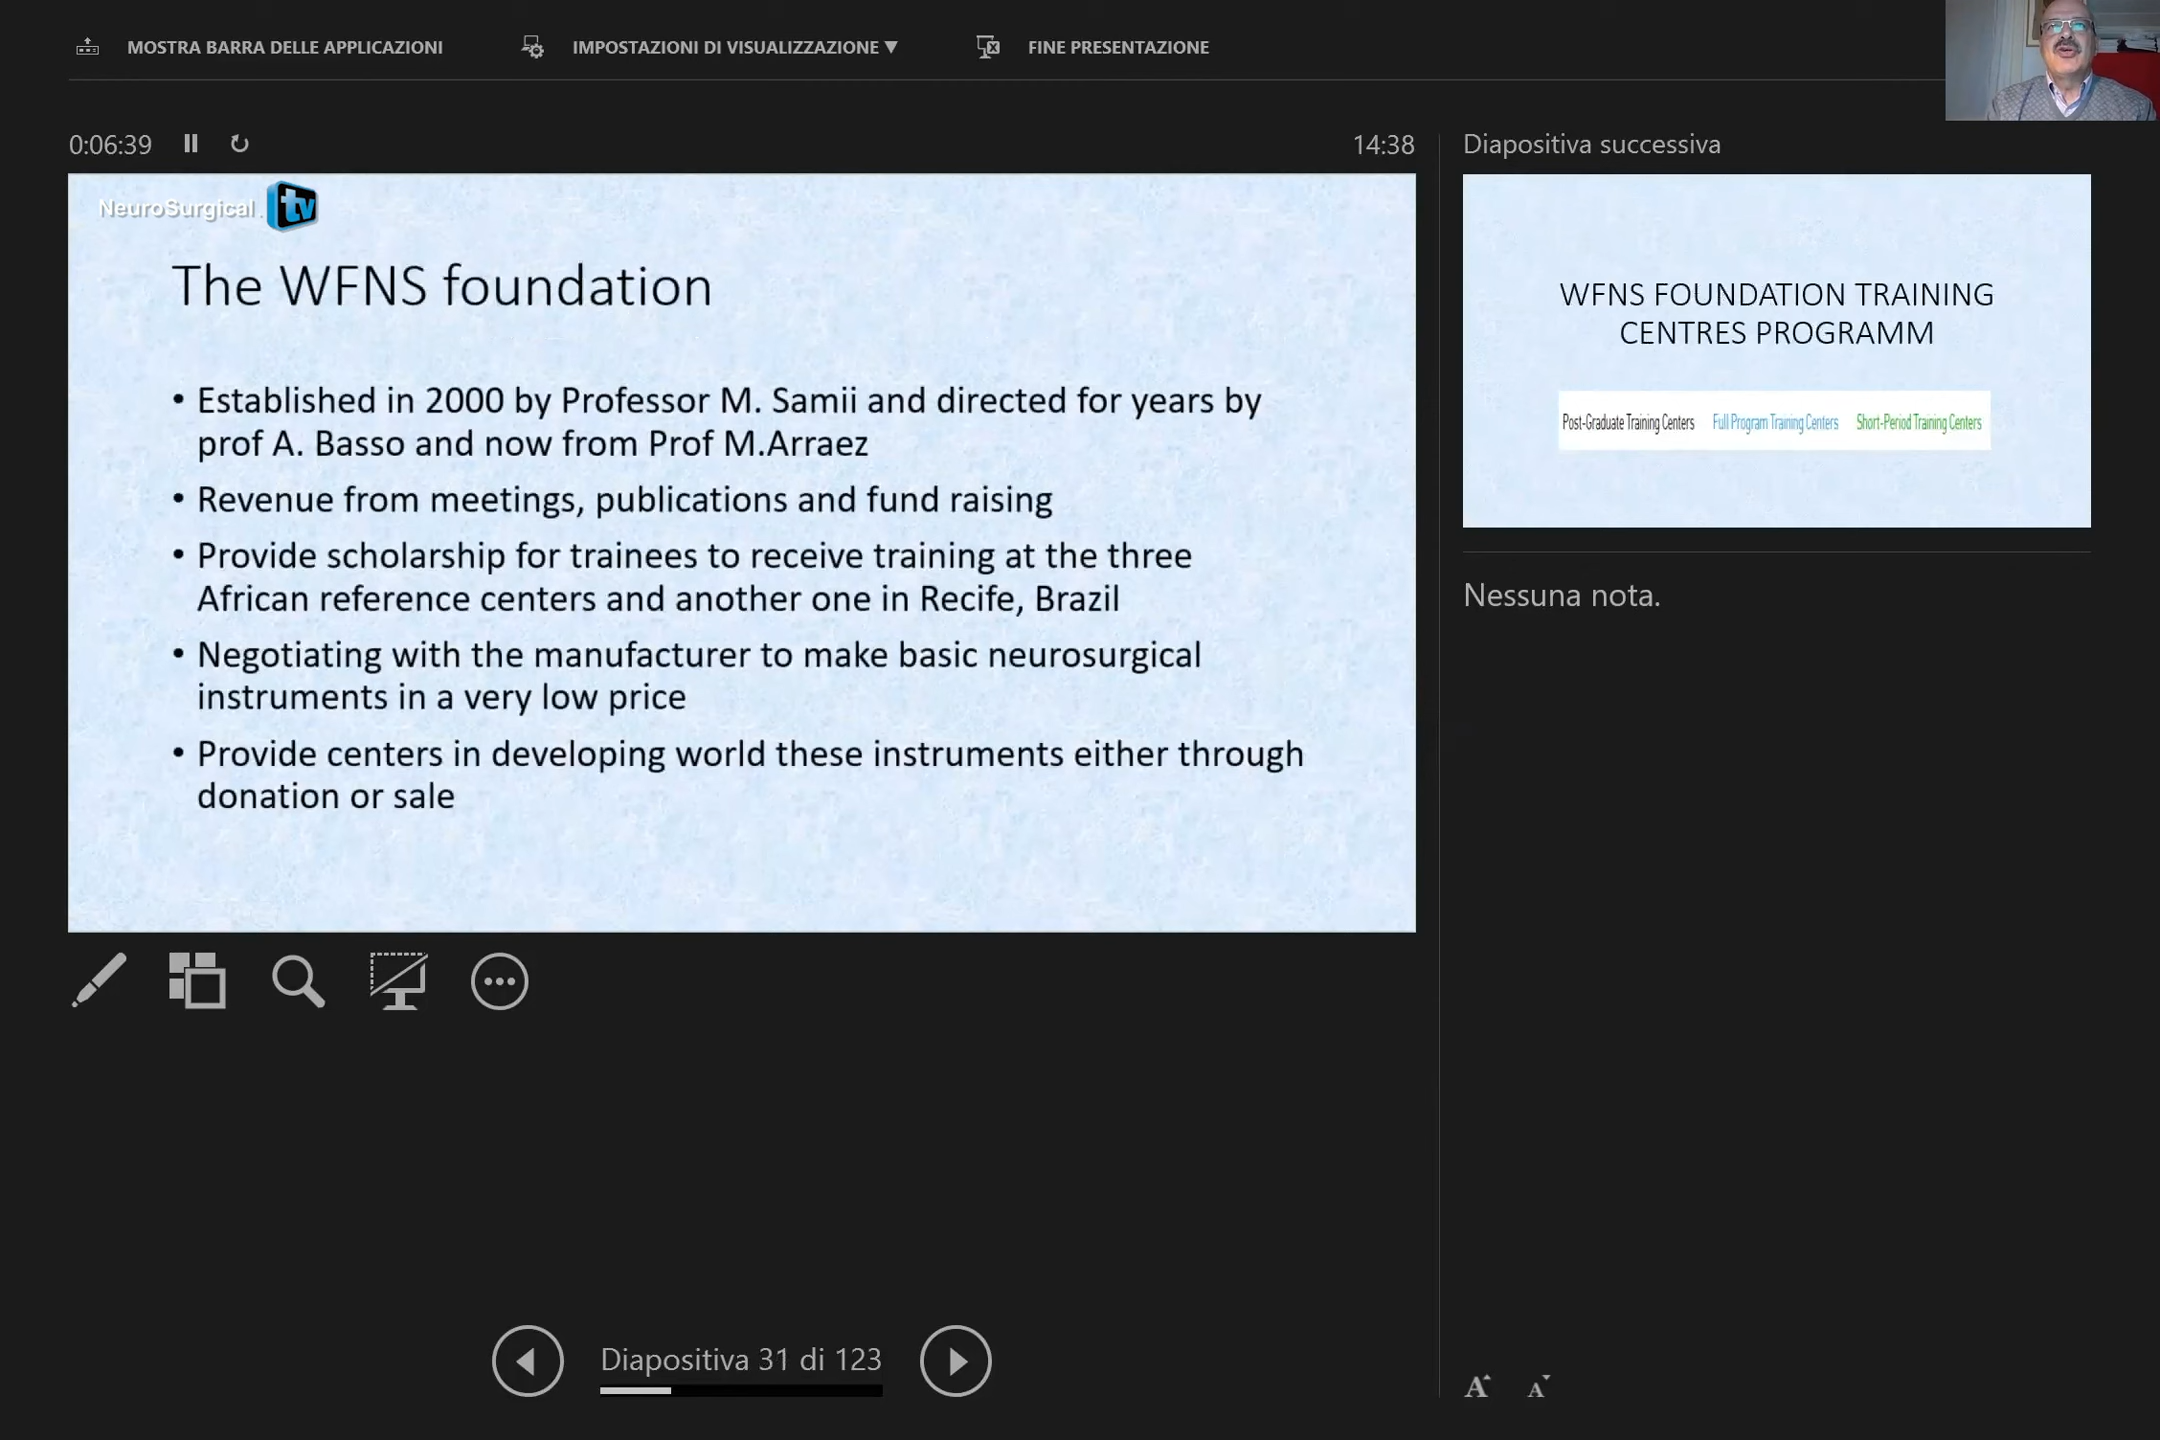 MOSTRA BARRA DELLE APPLICAZIONI
IMPOSTAZIONI DI VISUALIZZAZIONE ▼
FINE PRESENTAZIONE
0:06:39
14:38
NeuroSurgical.tv
The WFNS foundation
• Established in 2000 by Professor M. Samii and directed for years by
prof A. Basso and now from Prof M.Arraez
• Revenue from meetings, publications and fund raising
• Provide scholarship for trainees to receive training at the three
African reference centers and another one in Recife, Brazil
• Negotiating with the manufacturer to make basic neurosurgical
instruments in a very low price
• Provide centers in developing world these instruments either through
donation or sale
Diapositiva 31 di 123
Diapositiva successiva
WFNS FOUNDATION TRAINING
CENTRES PROGRAMM
Post-Graduate Training Centers Full Program Training Centers Short-Period Training Centers
Nessuna nota.
A A